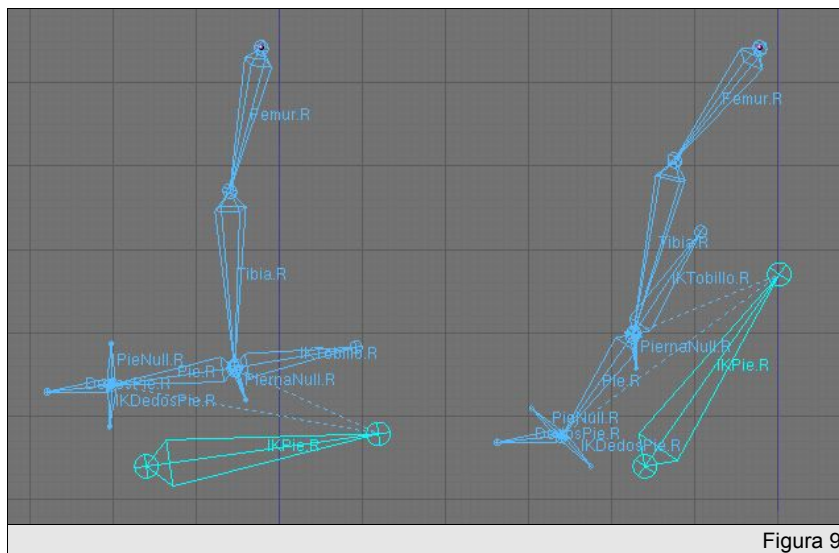 Femur.R
Tibia.R
PieNull.R
IKTobillo.R
Pie.R
PiernaNull.R
DedosPie.R
IKDedosPie.R
IKPie.R
Femur.R
Tibia.R
IKTobillo.R
PiernaNull.R
IKPie.R
Pie.R
PieNull.R
DedosPie.R
IKDedosPie.R
Figura 9